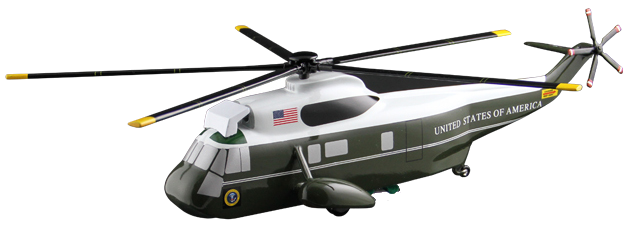 UNITED STATES OF AMERICA